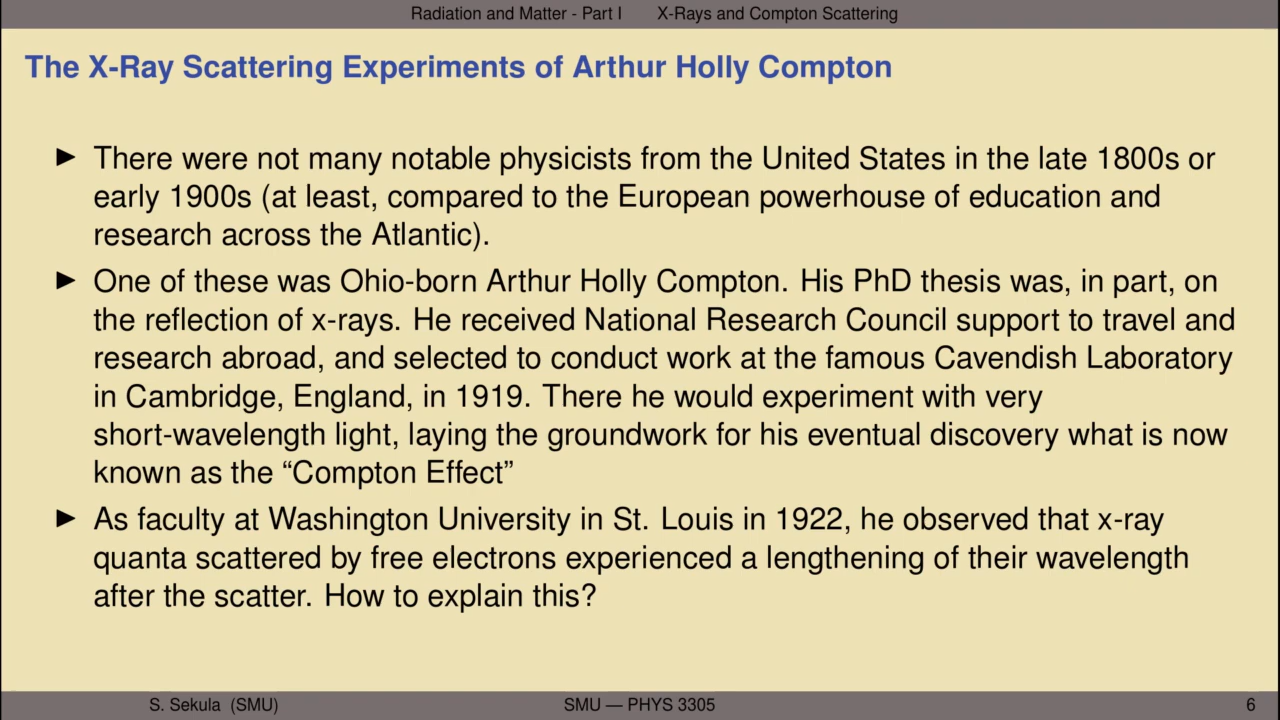 Radiation and Matter - Part I X-Rays and Compton Scattering
The X-Ray Scattering Experiments of Arthur Holly Compton
▶ There were not many notable physicists from the United States in the late 1800s or
early 1900s (at least, compared to the European powerhouse of education and
research across the Atlantic).
▶ One of these was Ohio-born Arthur Holly Compton. His PhD thesis was, in part, on
the reflection of x-rays. He received National Research Council support to travel and
research abroad, and selected to conduct work at the famous Cavendish Laboratory
in Cambridge, England, in 1919. There he would experiment with very
short-wavelength light, laying the groundwork for his eventual discovery what is now
known as the “Compton Effect”
▶ As faculty at Washington University in St. Louis in 1922, he observed that x-ray
quanta scattered by free electrons experienced a lengthening of their wavelength
after the scatter. How to explain this?
S. Sekula (SMU) SMU — PHYS 3305 6